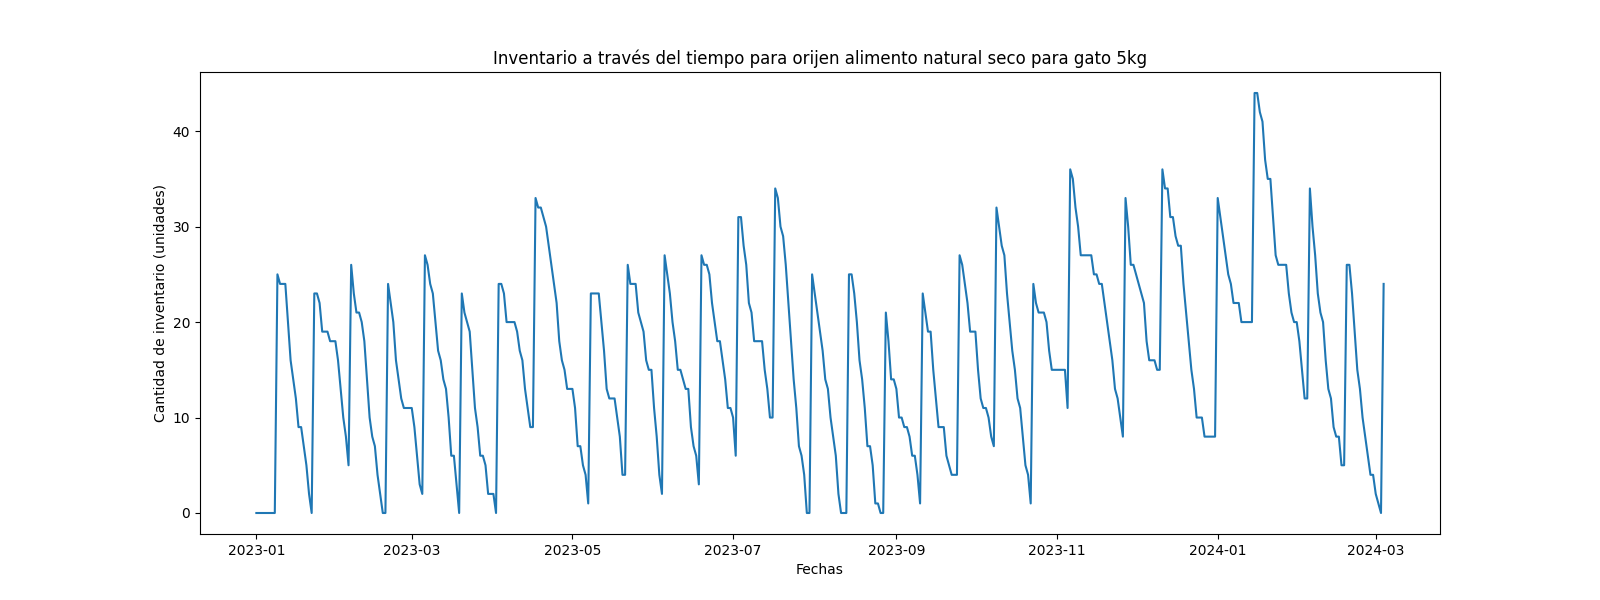 Inventario a través del tiempo para orijen alimento natural seco para gato 5kg
Cantidad de inventario (unidades)
40
30
20
10
0
2023-01 2023-03 2023-05 2023-07 2023-09 2023-11 2024-01 2024-03
Fechas